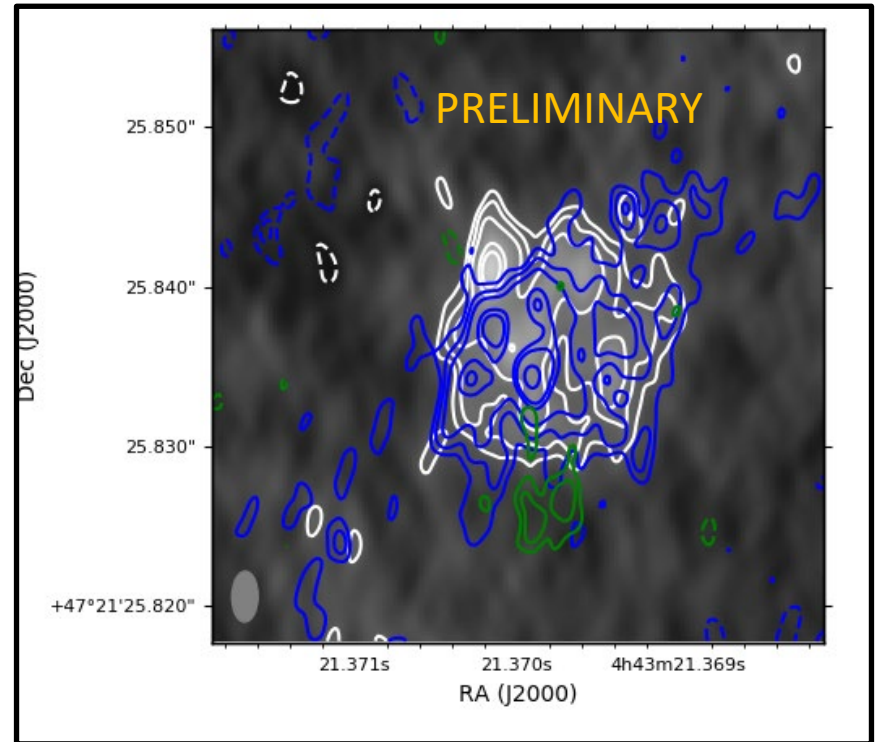 PRELIMINARY
25.850"
25.840"
25.830"
+47°21'25.820"
Dec (J2000)
21.371s
21.370s
4h43m21.369s
RA (J2000)